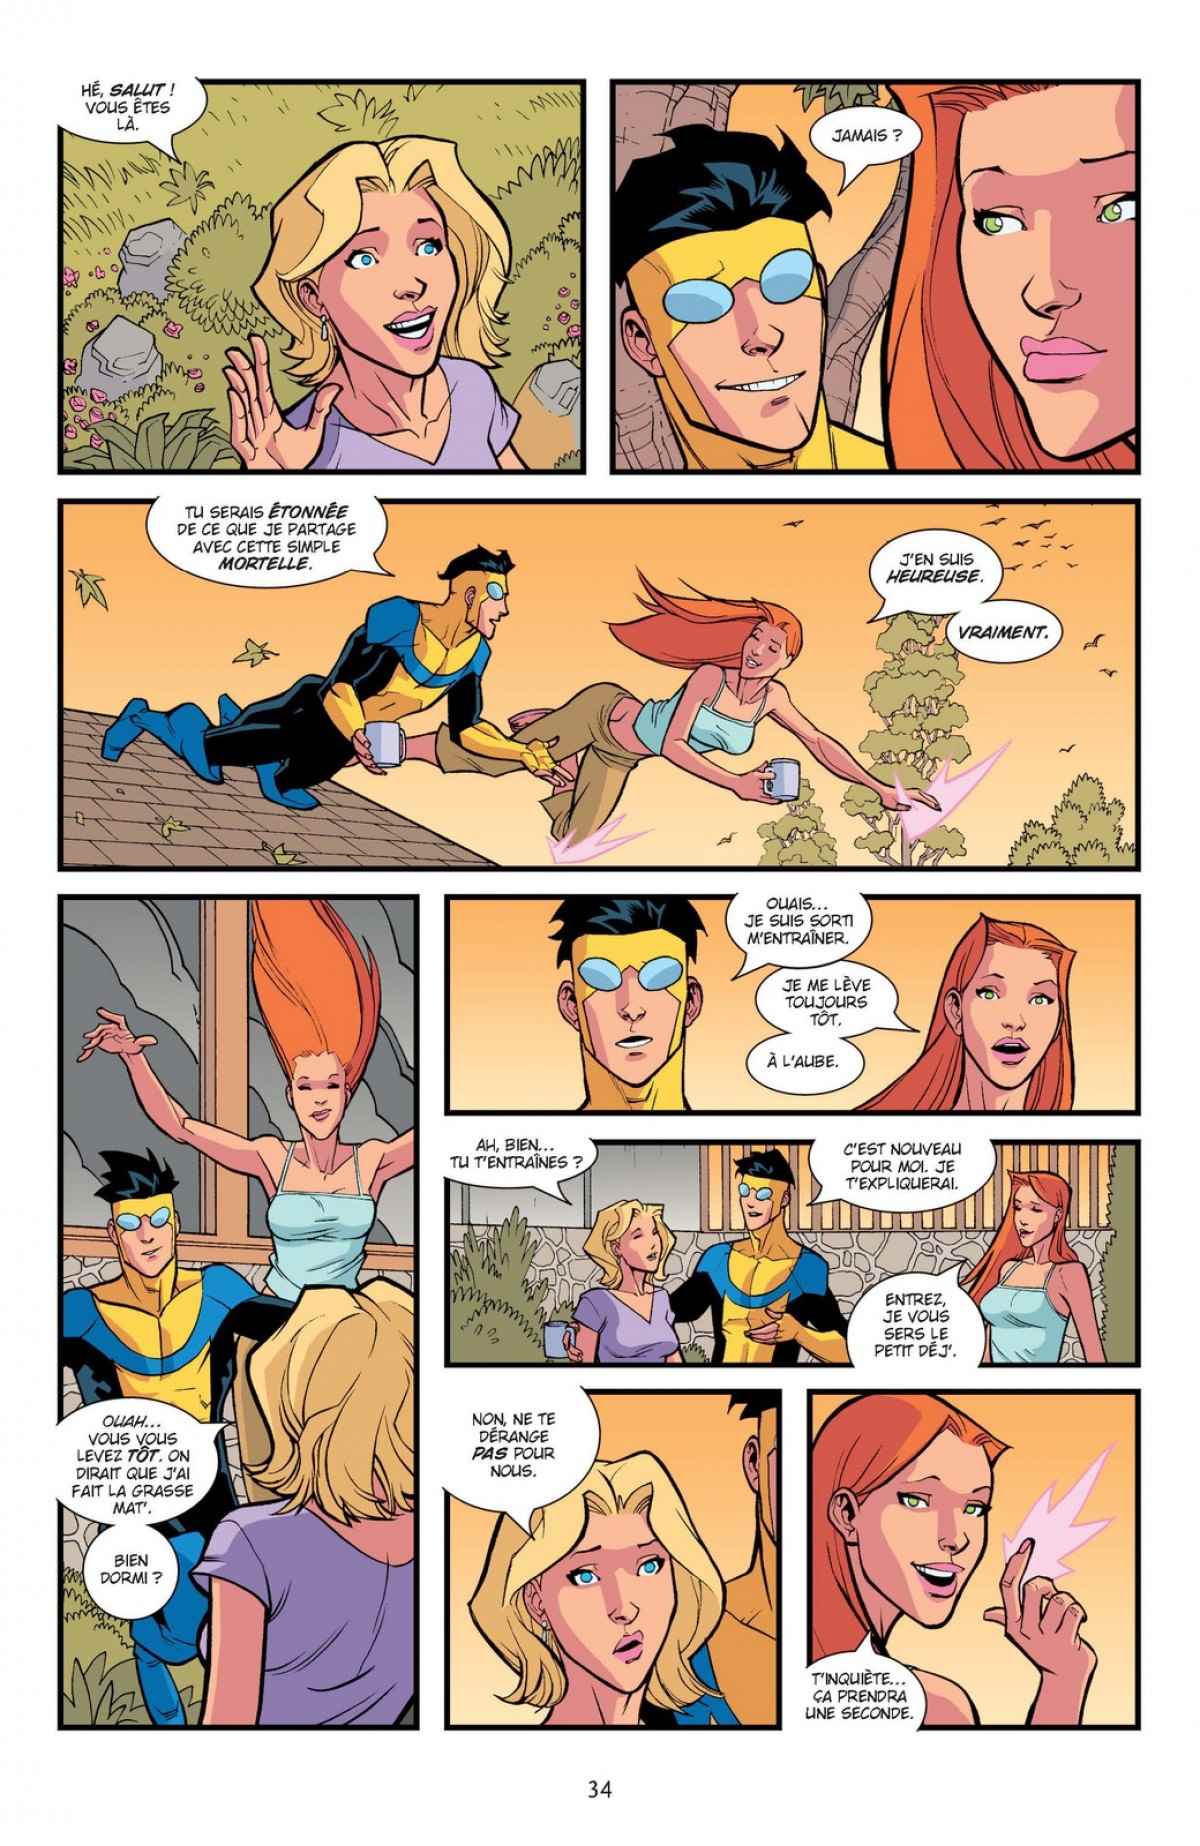 HÉ, SALUT !
VOUS ÊTES
LÀ.
JAMAIS ?
TU SERAIS ÉTONNÉE
DE CE QUE JE PARTAGE
AVEC CETTE SIMPLE
MORTELLE.
J'EN SUIS
HEUREUSE.
VRAIMENT.
OUAH...
VOUS VOUS
LEVEZ TÔT. ON
DIRAIT QUE J'AI
FAIT LA GRASSE
MAT'.
BIEN
DORMI ?
OUAIS...
JE SUIS SORTI
M'ENTRAÎNER.
JE ME LÈVE
TOUJOURS
TÔT.
À L'AUBE.
AH, BIEN...
TU T'ENTRAÎNES ?
C'EST NOUVEAU
POUR MOI. JE
T'EXPLIQUERAI.
ENTREZ,
JE VOUS
SERS LE
PETIT DÉJ'.
NON, NE TE
DÉRANGE
PAS POUR
NOUS.
T'INQUIÈTE...
ÇA PRENDRA
UNE SECONDE.
34